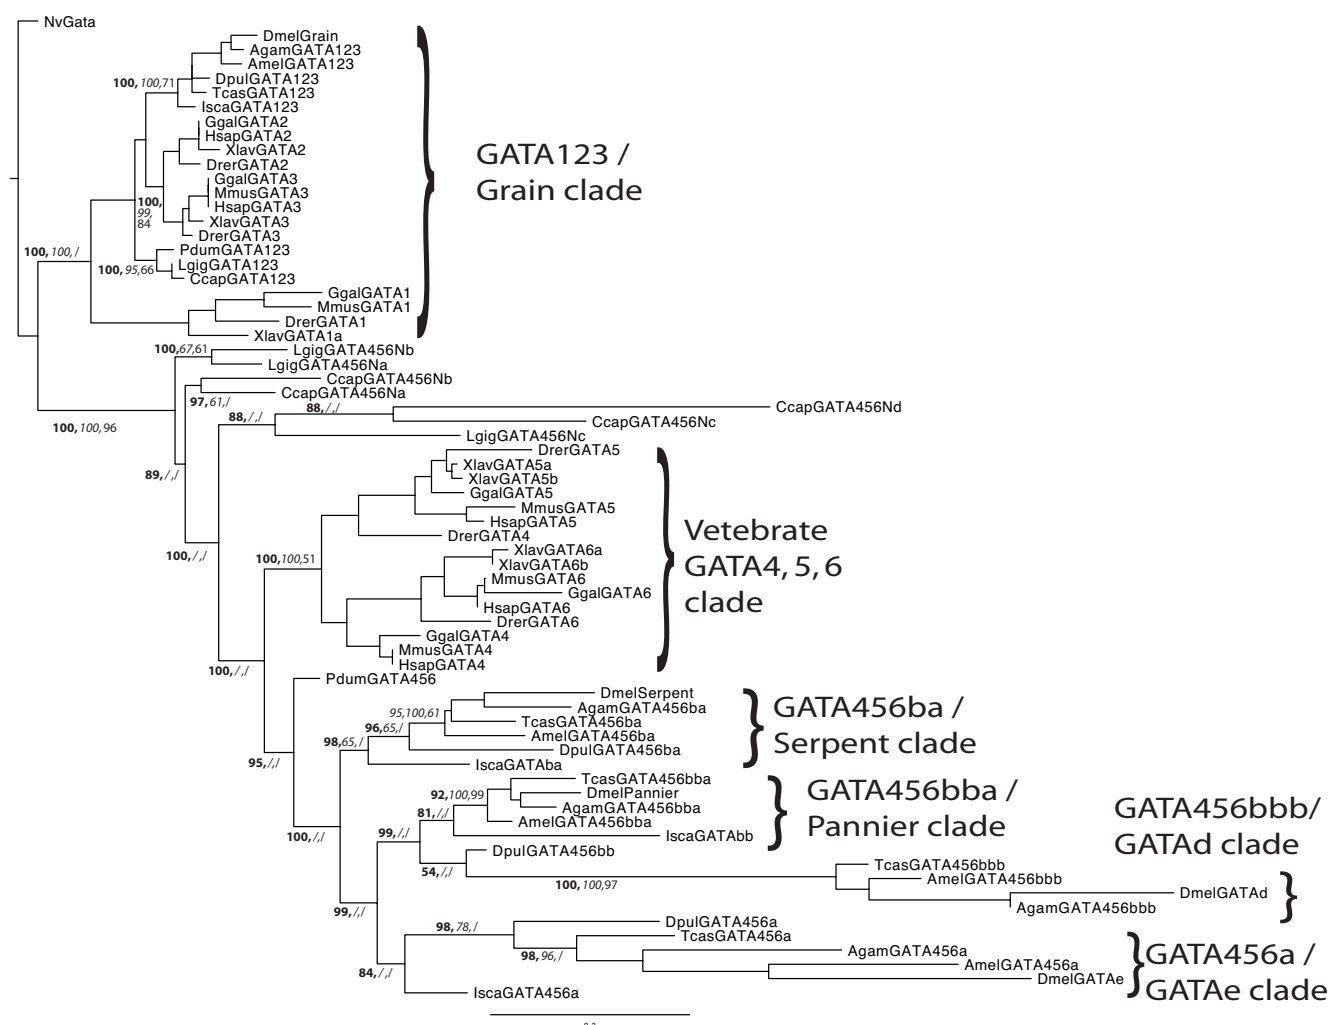 NvGata
DmelGrain
AgamGATA123
AmelGATA123
100, 100,71
DpulGATA123
TcasGATA123
IscaGATA123
GgalGATA2
HsapGATA2
XlavGATA2
DrerGATA2
GATA123 /
Grain clade
GgalGATA3
MmusGATA3
100,
99,
84
HsapGATA3
XlavGATA3
DrerGATA3
100, 100, /
PdumGATA123
100, 95,66
LgigGATA123
CcapGATA123
GgalGATA1
MmusGATA1
DrerGATA1
XlavGATA1a
100,67,61
LgigGATA456Nb
LgigGATA456Na
CcapGATA456Nb
CcapGATA456Na
97,61,/
88,/,/
CcapGATA456Nd
88,/,/
CcapGATA456Nc
100, 100,96
LgigGATA456Nc
89,/,/
DrerGATA5
XlavGATA5a
XlavGATA5b
GgalGATA5
MmusGATA5
HsapGATA5
DrerGATA4
Vetebrate
GATA4, 5, 6
clade
100,/,/
100,100,51
XlavGATA6a
XlavGATA6b
MmusGATA6
GgalGATA6
HsapGATA6
DrerGATA6
GgalGATA4
MmusGATA4
HsapGATA4
100,/,/
PdumGATA456
DmelSerpent
AgamGATA456ba
95,100,61
TcasGATA456ba
96,65,/
AmelGATA456ba
98,65,/
DpulGATA456ba
IscaGATAba
GATA456ba /
Serpent clade
95,/,/
TcasGATA456bba
92,100,99
DmelPannier
AgamGATA456bba
81,/,/
AmelGATA456bba
IscaGATAbb
GATA456bba /
Pannier clade
100,/,/
99,/,/
DpulGATA456bb
54,/,/
100, 100,97
TcasGATA456bbb
AmelGATA456bbb
DmelGATAd
AgamGATA456bbb
GATA456bbb/
GATAd clade
99,/,/
DpulGATA456a
98, 78,/
TcasGATA456a
98, 96,/
AgamGATA456a
AmelGATA456a
DmelGATAe
84,/,/
IscaGATA456a
GATA456a /
GATAe clade